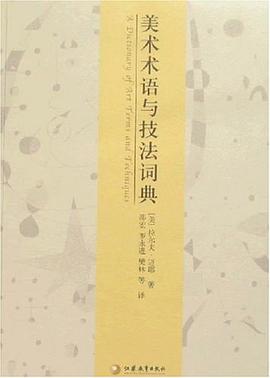 美术术语与技法词典
A Dictionary of Art Terms
and Techniques
[美] 拉尔夫·迈耶 著
邵宏 罗永进 樊林 等 译
江苏教育出版社